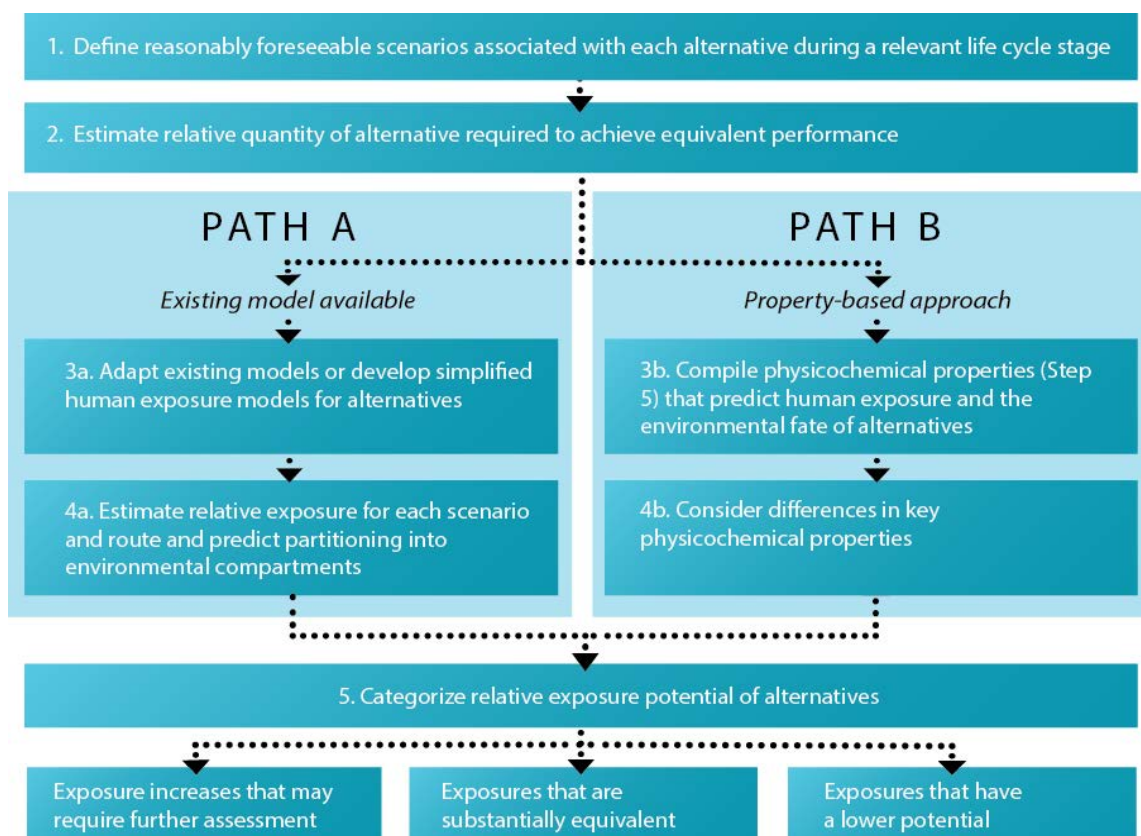 1. Define reasonably foreseeable scenarios associated with each alternative during a relevant life cycle stage
2. Estimate relative quantity of alternative required to achieve equivalent performance
PATH A
Existing model available
3a. Adapt existing models or develop simplified
human exposure models for alternatives
4a. Estimate relative exposure for each scenario
and route and predict partitioning into
environmental compartments
PATH B
Property-based approach
3b. Compile physicochemical properties (Step
5) that predict human exposure and the
environmental fate of alternatives
4b. Consider differences in key
physicochemical properties
5. Categorize relative exposure potential of alternatives
Exposure increases that may
require further assessment
Exposures that are
substantially equivalent
Exposures that have
a lower potential